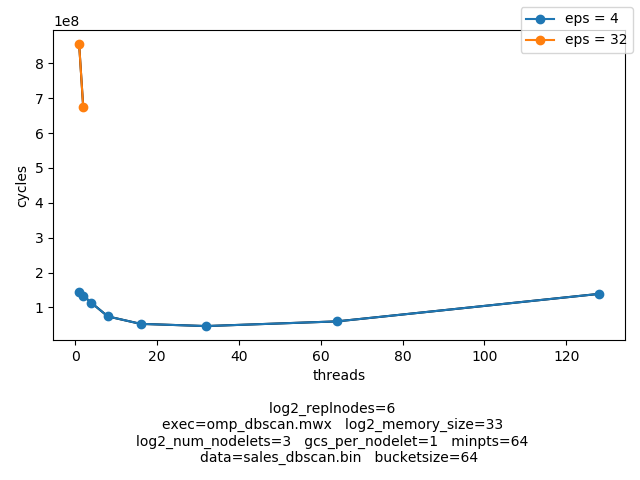 1e8
eps = 4
eps = 32
8
7
6
5
4
3
2
1
cycles
0
20
40
60
80
100
120
threads
log2_replnodes=6
exec=omp_dbscan.mwx log2_memory_size=33
log2_num_nodelets=3 gcs_per_nodelet=1 minpts=64
data=sales_dbscan.bin bucketsize=64